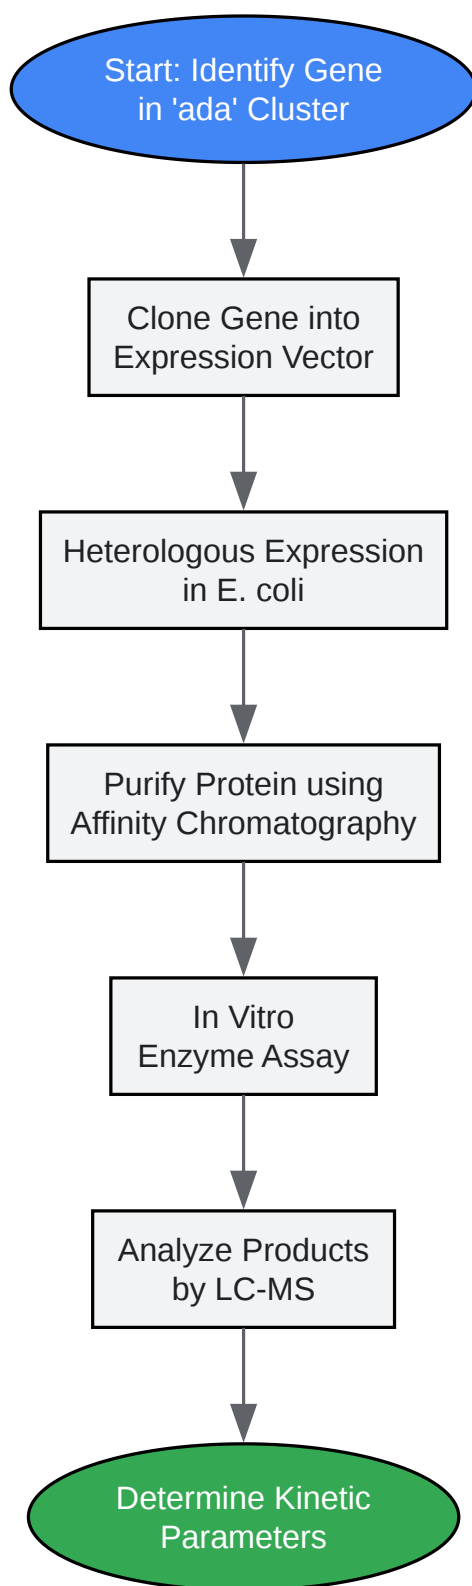 Start: Identify Gene
in 'ada' Cluster
Clone Gene into
Expression Vector
Heterologous Expression
in E. coli
Purify Protein using
Affinity Chromatography
In Vitro
Enzyme Assay
Analyze Products
by LC-MS
Determine Kinetic
Parameters